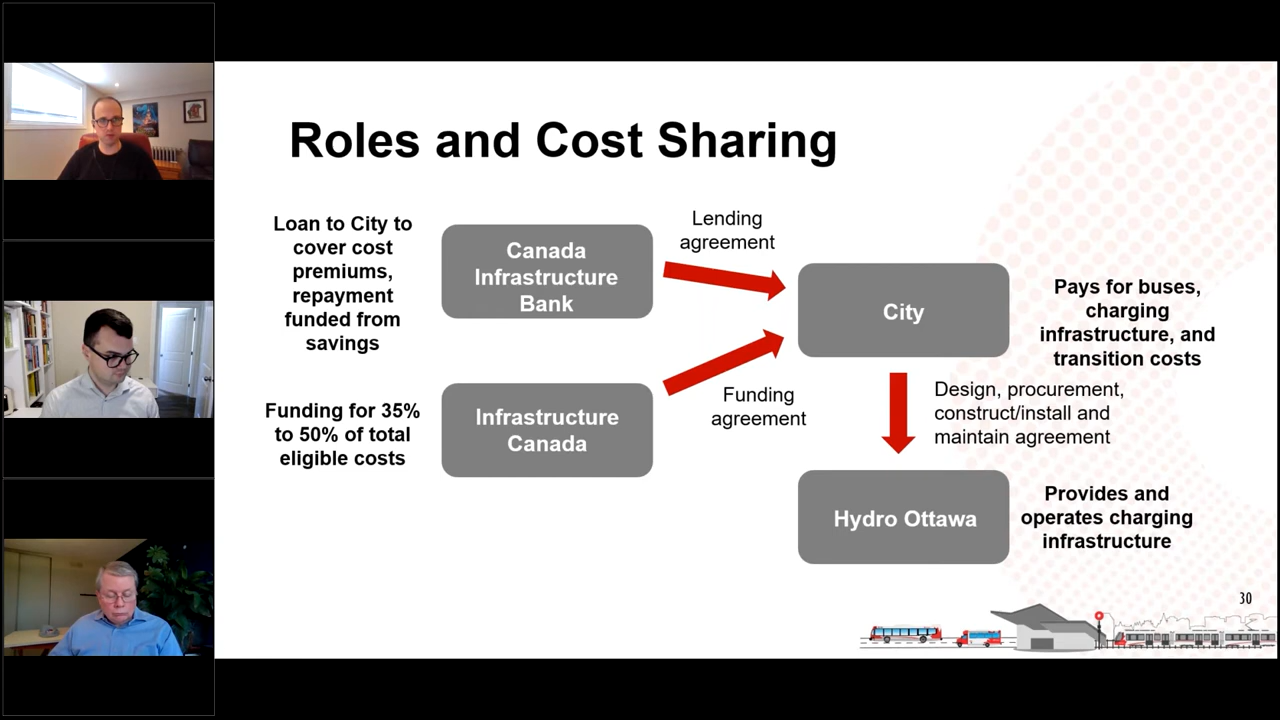 Roles and Cost Sharing
Loan to City to
cover cost
premiums,
repayment
funded from
savings
Canada
Infrastructure
Bank
Lending
agreement
City
Pays for buses,
charging
infrastructure, and
transition costs
Funding for 35%
to 50% of total
eligible costs
Infrastructure
Canada
Funding
agreement
Design, procurement,
construct/install and
maintain agreement
Hydro Ottawa
Provides and
operates charging
infrastructure
30